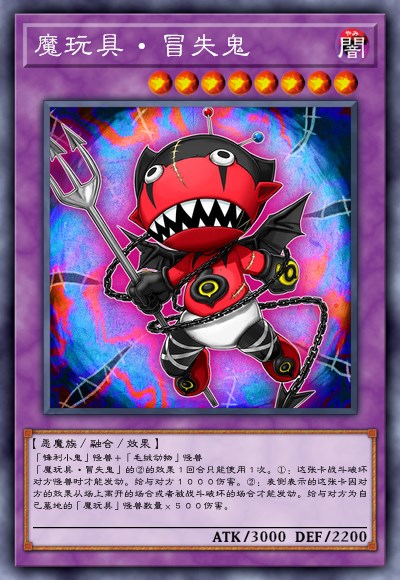 魔玩具・冒失鬼
やみ
闇
【恶魔族／融合／效果】
「锋利小鬼」怪兽＋「毛绒动物」怪兽
「魔玩具・冒失鬼」的②的效果1回合只能使用1次。①：这张卡战斗破坏
对方怪兽时才能发动。给与对方1000伤害。②：表侧表示的这张卡因对
方的效果从场上离开的场合或者被战斗破坏的场合才能发动。给与对方为自
己墓地的「魔玩具」怪兽数量×500伤害。
ATK/3000 DEF/2200